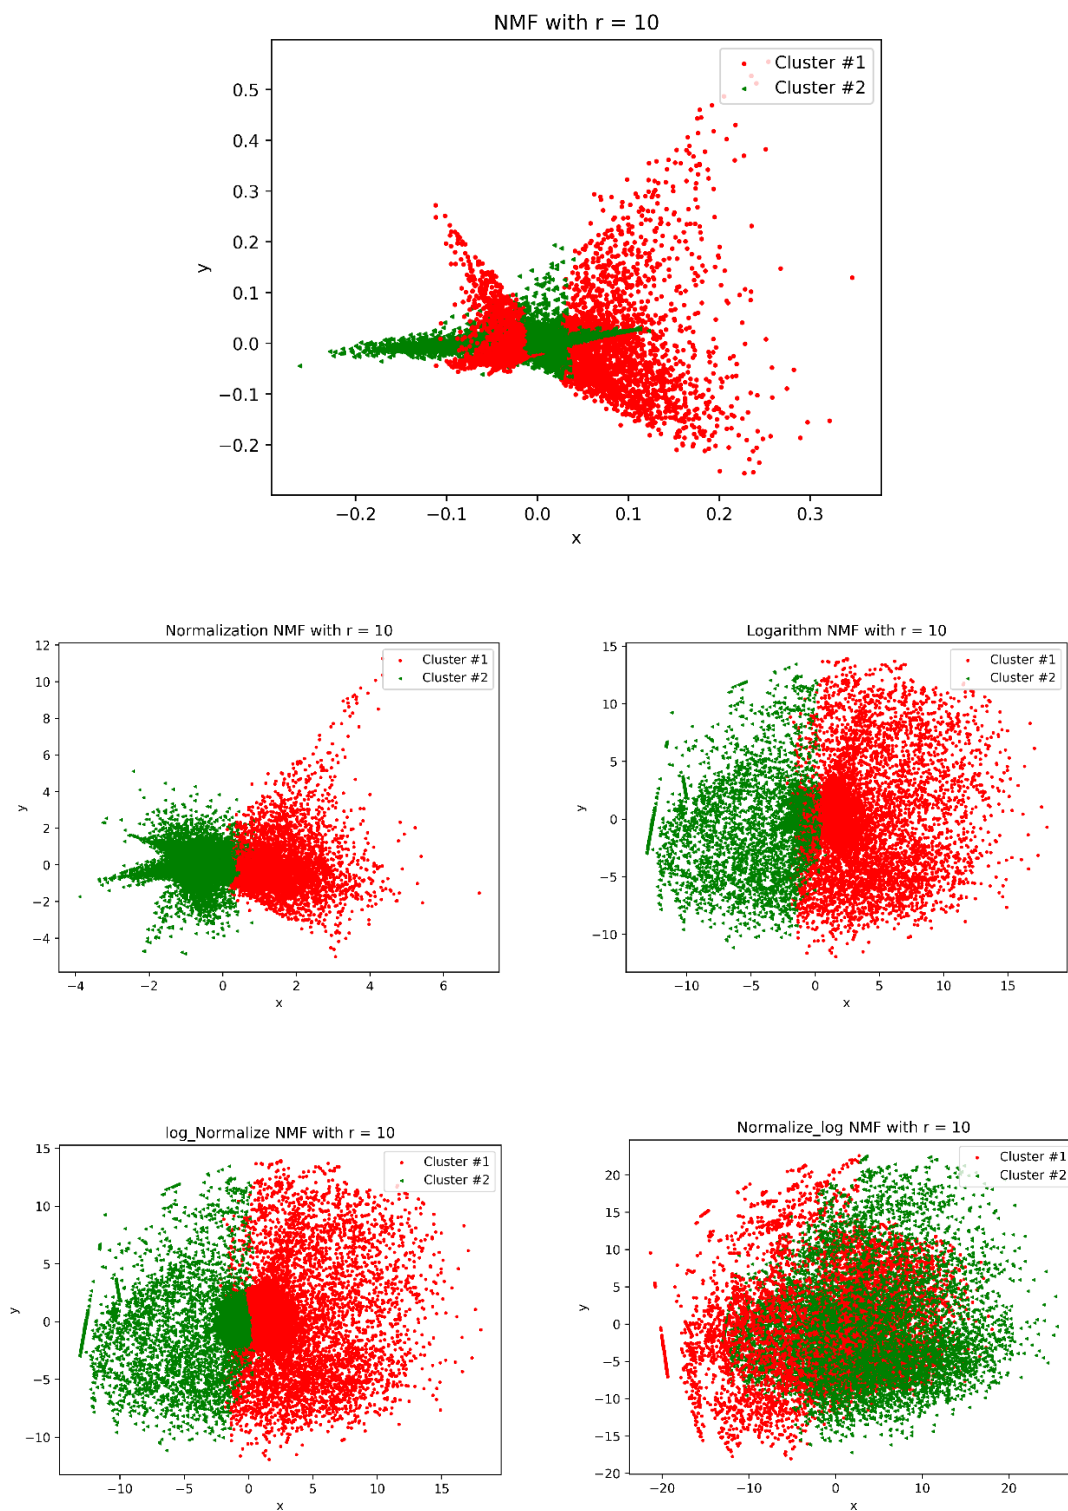 NMF with r = 10
Cluster #1
Cluster #2
0.5
0.4
0.3
0.2
0.1
0.0
−0.1
−0.2
y
−0.2 −0.1 0.0 0.1 0.2 0.3
x
Normalization NMF with r = 10
Cluster #1
Cluster #2
12
10
8
6
4
2
0
−2
−4
y
−4 −2 0 2 4 6
x
Logarithm NMF with r = 10
Cluster #1
Cluster #2
15
10
5
0
−5
−10
y
−10 −5 0 5 10 15
x
log_Normalize NMF with r = 10
Cluster #1
Cluster #2
15
10
5
0
−5
−10
y
−10 −5 0 5 10 15
x
Normalize_log NMF with r = 10
Cluster #1
Cluster #2
20
15
10
5
0
−5
−10
−15
−20
y
−20 −10 0 10 20
x